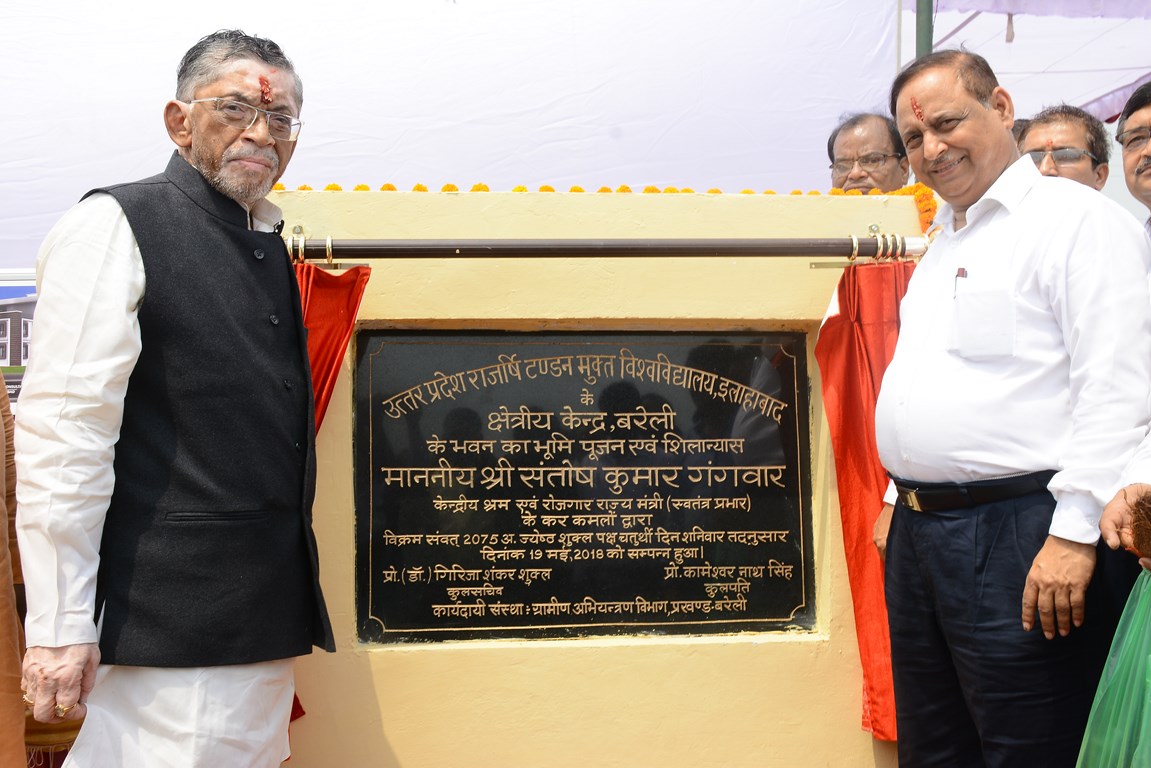 उत्तर प्रदेश राजर्षि टण्डन मुक्त विश्वविद्यालय,इलाहाबाद
के
क्षेत्रीय केन्द्र,बरेली
के भवन का भूमि पूजन एवं शिलान्यास
माननीय श्री संतोष कुमार गंगवार
केन्द्रीय श्रम एवं रोजगार राज्य मंत्री (स्वतंत्र प्रभार)
के कर कमलों द्वारा
विक्रम संवत् 2075 अ. ज्येष्ठ शुक्ल पक्ष चतुर्थी दिन शनिवार तद्नुसार
दिनांक 19 मई,2018 को सम्पन्न हुआ।
प्रो.(डॉ.) गिरिजा शंकर शुक्ल प्रो.कामेश्वर नाथ सिंह
कुलसचिव कुलपति
कार्यदायी संस्था: ग्रामीण अभियन्त्रण विभाग,प्रखण्ड-बरेली